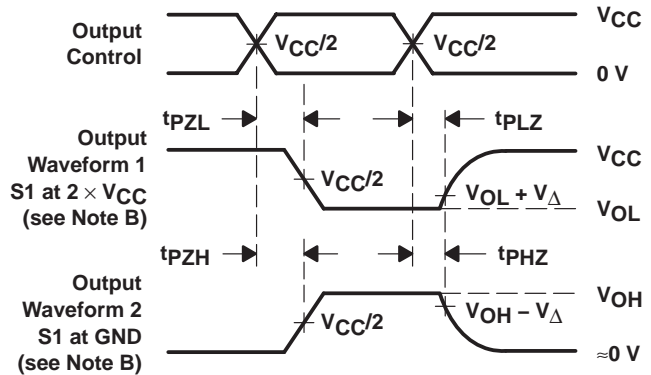 Output
Control
VCC/2
VCC/2
VCC
0 V
tPZL
tPLZ
Output
Waveform 1
S1 at 2 × VCC
(see Note B)
VCC/2
VCC
VOL + VΔ
VOL
tPZH
tPHZ
Output
Waveform 2
S1 at GND
(see Note B)
VCC/2
VOH
VOH − VΔ
≈0 V